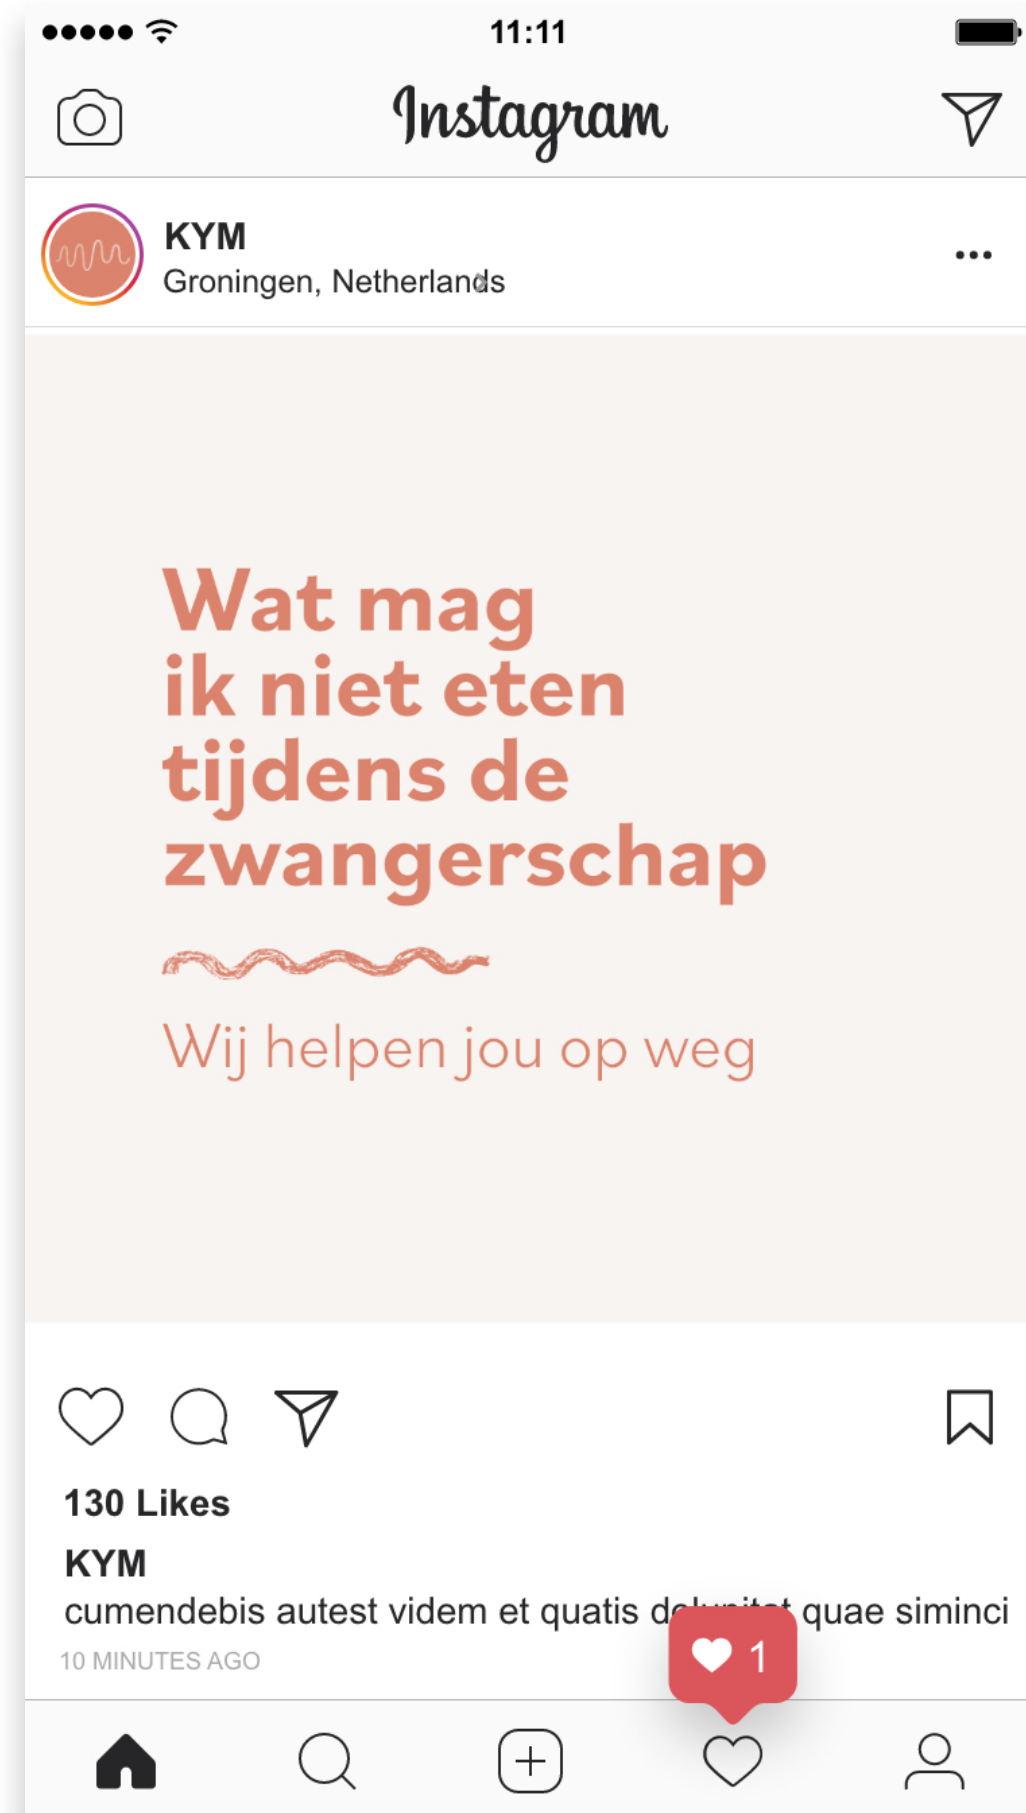 11:11
Instagram
KYM
Groningen, Netherlands
Wat mag
ik niet eten
tijdens de
zwangerschap
Wij helpen jou op weg
130 Likes
KYM
cumendebis autest videm et quatis quae siminci
10 MINUTES AGO
1